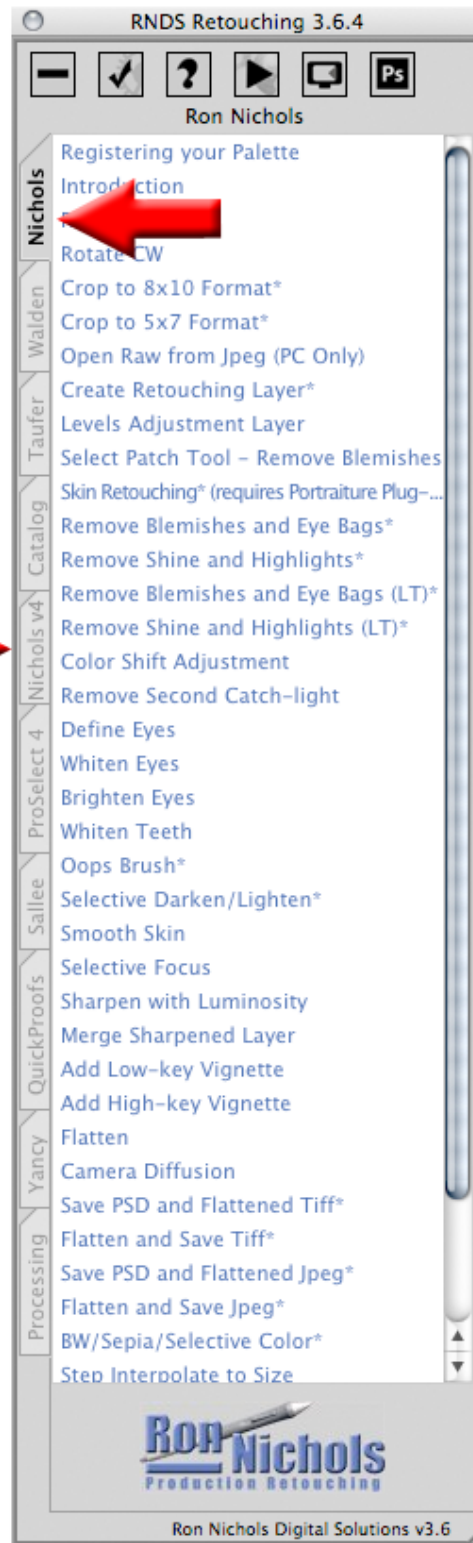 RNDS Retouching 3.6.4
Ps
Ron Nichols
Nichols
Walden
Taufer
Catalog
Nichols v4
ProSelect 4
Sallee
QuickProofs
Yancy
Processing
Registering your Palette
Introduction
Rotate CW
Crop to 8x10 Format*
Crop to 5x7 Format*
Open Raw from Jpeg (PC Only)
Create Retouching Layer*
Levels Adjustment Layer
Select Patch Tool - Remove Blemishes
Skin Retouching* (requires Portraiture Plug-...
Remove Blemishes and Eye Bags*
Remove Shine and Highlights*
Remove Blemishes and Eye Bags (LT)*
Remove Shine and Highlights (LT)*
Color Shift Adjustment
Remove Second Catch-light
Define Eyes
Whiten Eyes
Brighten Eyes
Whiten Teeth
Oops Brush*
Selective Darken/Lighten*
Smooth Skin
Selective Focus
Sharpen with Luminosity
Merge Sharpened Layer
Add Low-key Vignette
Add High-key Vignette
Flatten
Camera Diffusion
Save PSD and Flattened Tiff*
Flatten and Save Tiff*
Save PSD and Flattened Jpeg*
Flatten and Save Jpeg*
BW/Sepia/Selective Color*
Step Interpolate to Size
Ron Nichols
Production Retouching
Ron Nichols Digital Solutions v3.6